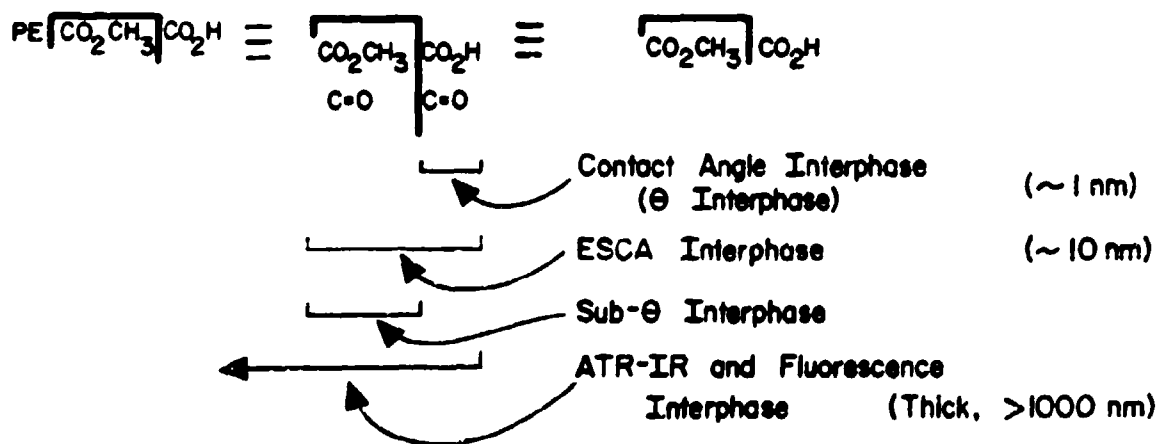 PE CO₂CH₃ CO₂H ≡ CO₂CH₃ CO₂H ≡ CO₂CH₃ CO₂H
C=O C=O
Contact Angle Interphase (~ 1 nm)
(θ Interphase)
ESCA Interphase (~ 10 nm)
Sub-θ Interphase
ATR-IR and Fluorescence
Interphase (Thick, >1000 nm)